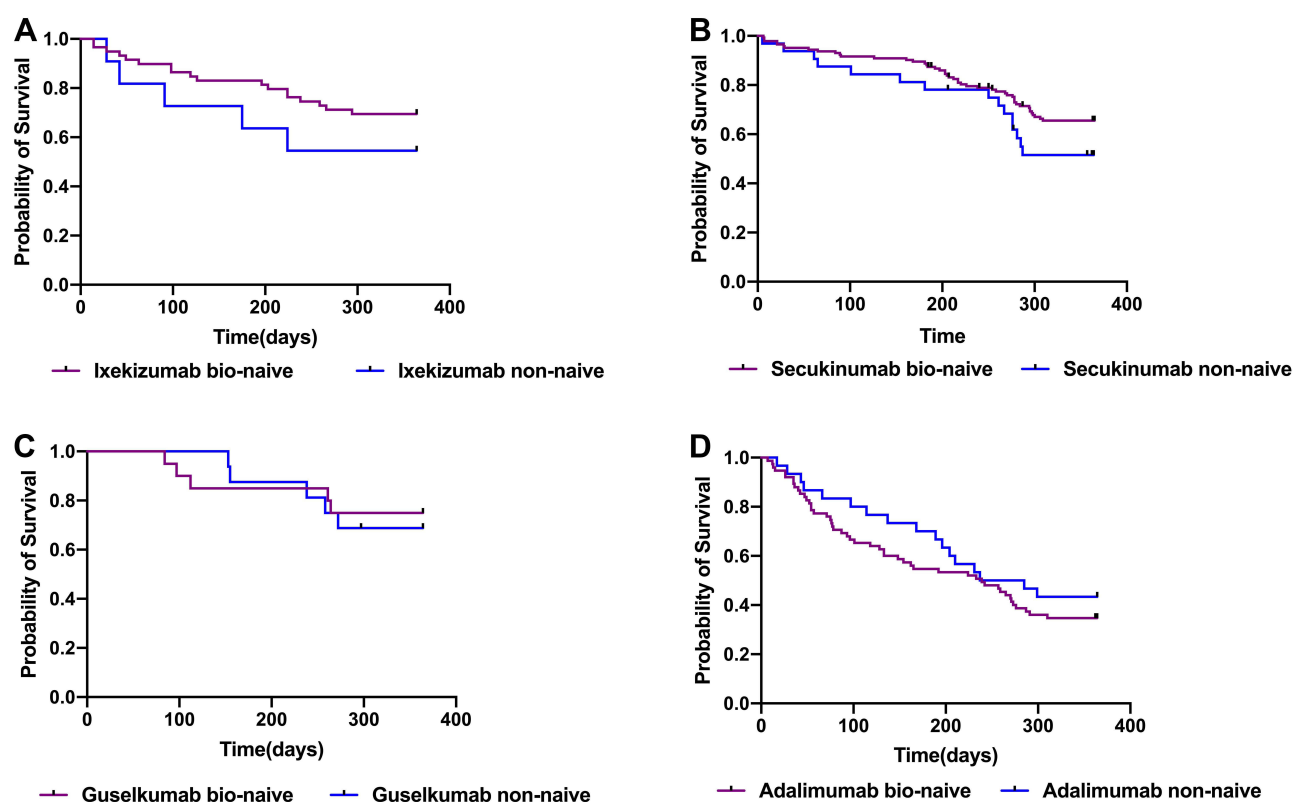 A
Probability of Survival
1.0
0.8
0.6
0.4
0.2
0.0
0 100 200 300 400
Time(days)
Ixekizumab bio-naive Ixekizumab non-naive
B
Probability of Survival
1.0
0.8
0.6
0.4
0.2
0.0
0 100 200 300 400
Time
Secukinumab bio-naive Secukinumab non-naive
C
Probability of Survival
1.0
0.8
0.6
0.4
0.2
0.0
0 100 200 300 400
Time(days)
Guselkumab bio-naive Guselkumab non-naive
D
Probability of Survival
1.0
0.8
0.6
0.4
0.2
0.0
0 100 200 300 400
Time(days)
Adalimumab bio-naive Adalimumab non-naive